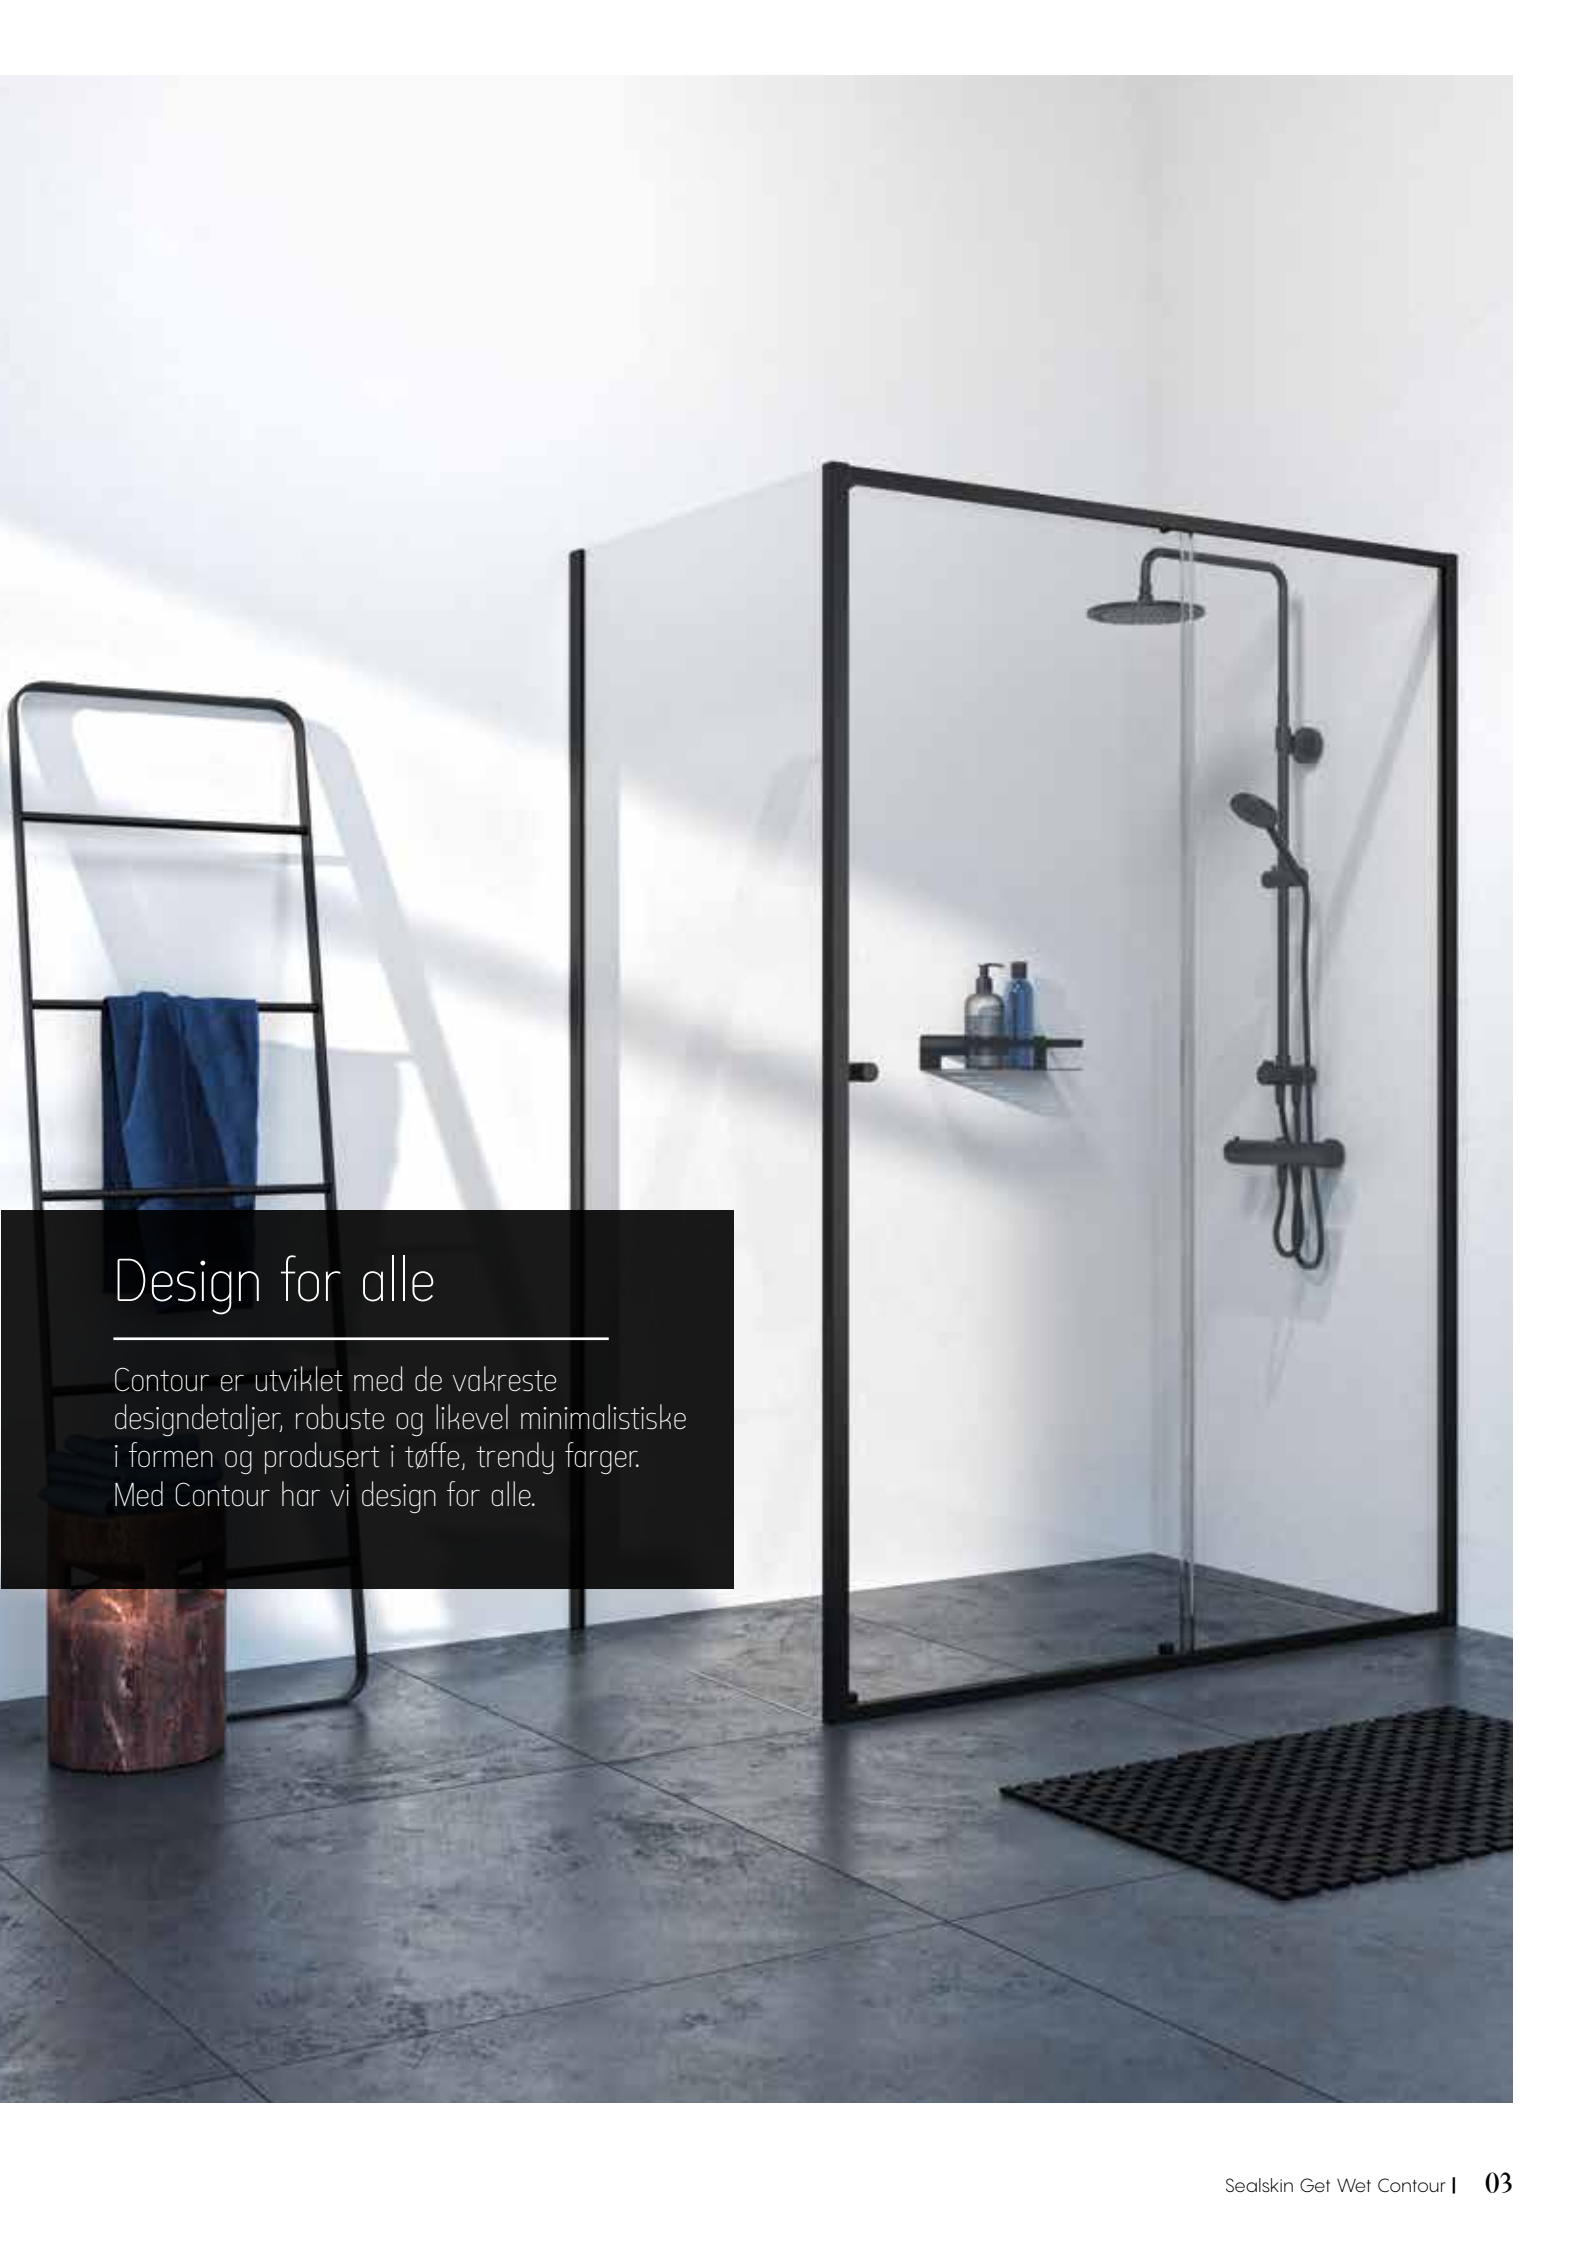 Design for alle
Contour er utviklet med de vakreste
designdetaljer, robuste og likevel minimalistiske
i formen og produsert i tøffe, trendy farger.
Med Contour har vi design for alle.
Sealskin Get Wet Contour | 03